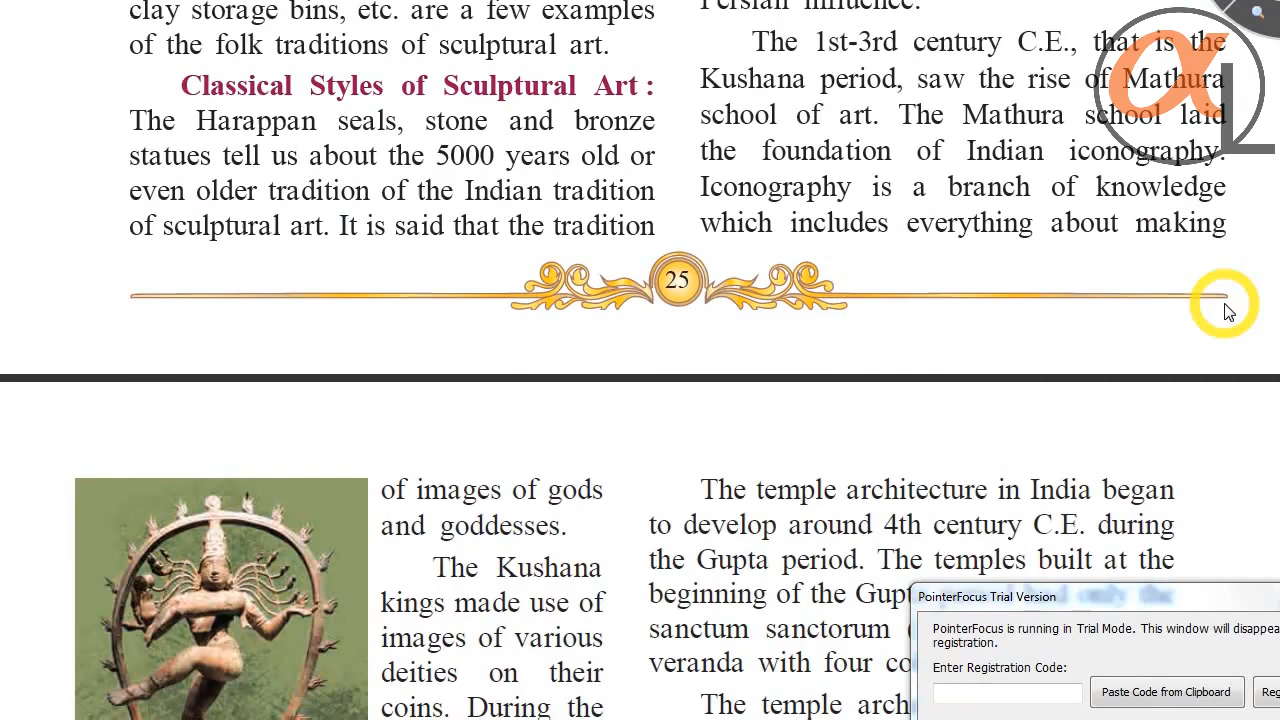 clay storage bins, etc. are a few examples
of the folk traditions of sculptural art.
Classical Styles of Sculptural Art :
The Harappan seals, stone and bronze
statues tell us about the 5000 years old or
even older tradition of the Indian tradition
of sculptural art. It is said that the tradition
Persian influence.
The 1st-3rd century C.E., that is the
Kushana period, saw the rise of Mathura
school of art. The Mathura school laid
the foundation of Indian iconography.
Iconography is a branch of knowledge
which includes everything about making
αL
25
of images of gods
and goddesses.
The Kushana
kings made use of
images of various
deities on their
coins. During the
The temple architecture in India began
to develop around 4th century C.E. during
the Gupta period. The temples built at the
beginning of the
sanctum sanctorum
veranda with four
The temple
PointerFocus Trial Version
PointerFocus is running in Trial Mode. This window will
registration.
Enter Registration Code:
Paste Code from Clipboard